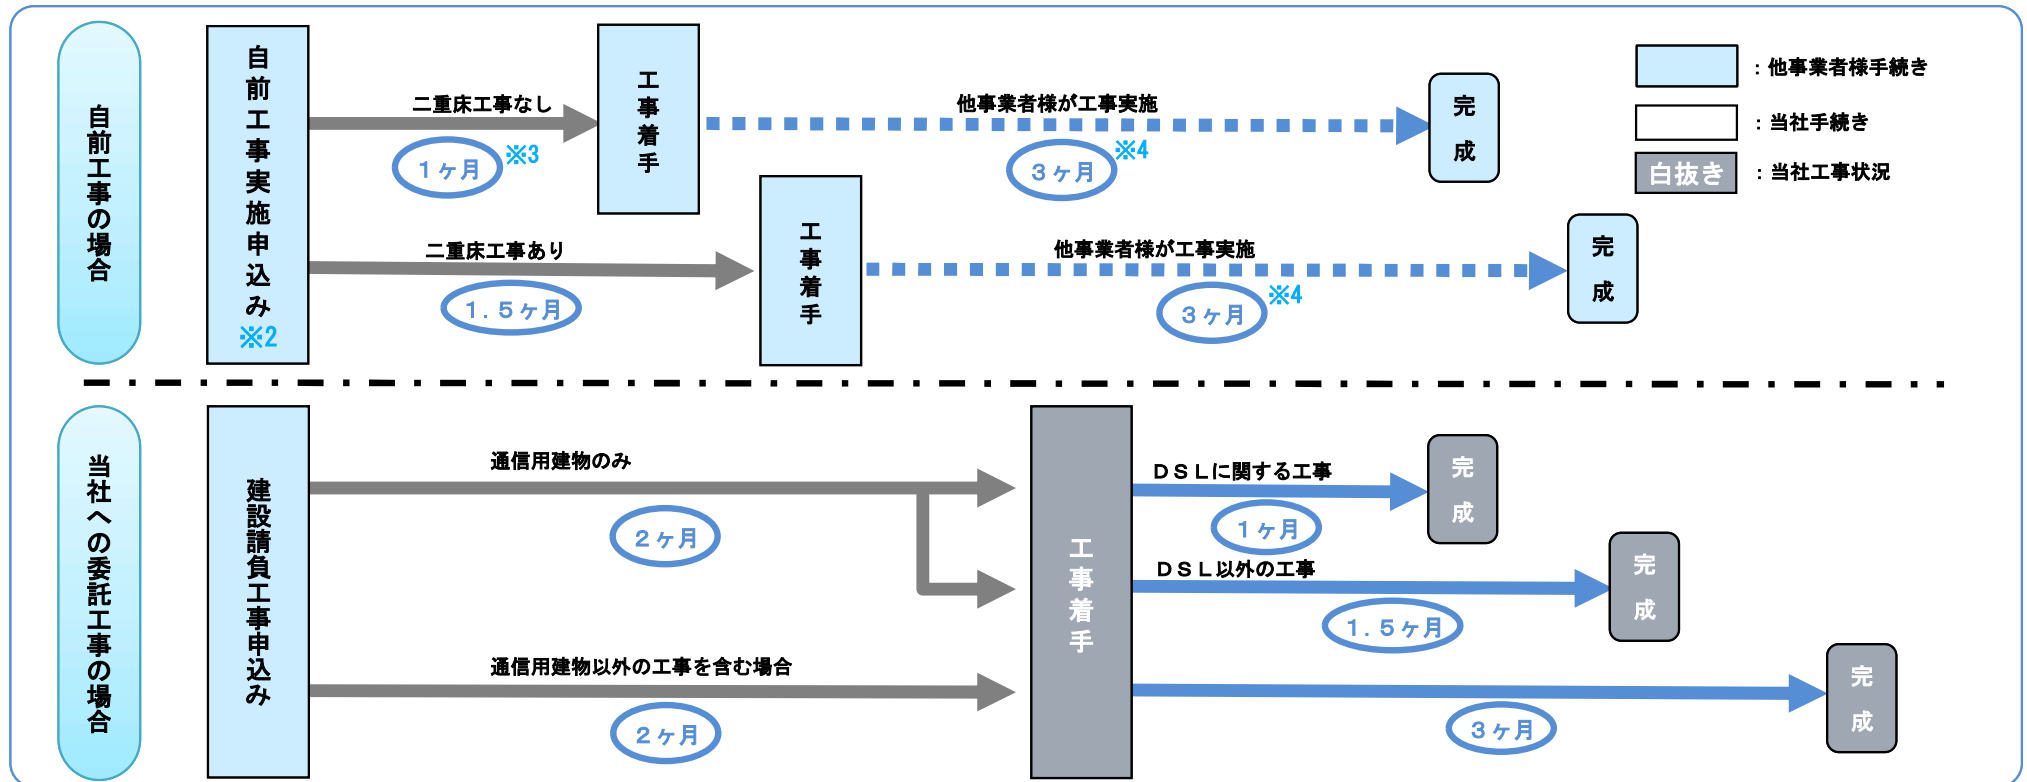 自前工事の場合
自前工事実施申込み
※2
二重床工事なし
1ヶ月
※3
工事着手
他事業者様が工事実施
3ヶ月
※4
完成
二重床工事あり
1.5ヶ月
工事着手
他事業者様が工事実施
3ヶ月
※4
完成
:他事業者様手続き
:当社手続き
白抜き
:当社工事状況
当社への委託工事の場合
建設請負工事申込み
通信用建物のみ
2ヶ月
通信用建物以外の工事を含む場合
2ヶ月
工事着手
DSLに関する工事
1ヶ月
完成
DSL以外の工事
1.5ヶ月
完成
3ヶ月
完成